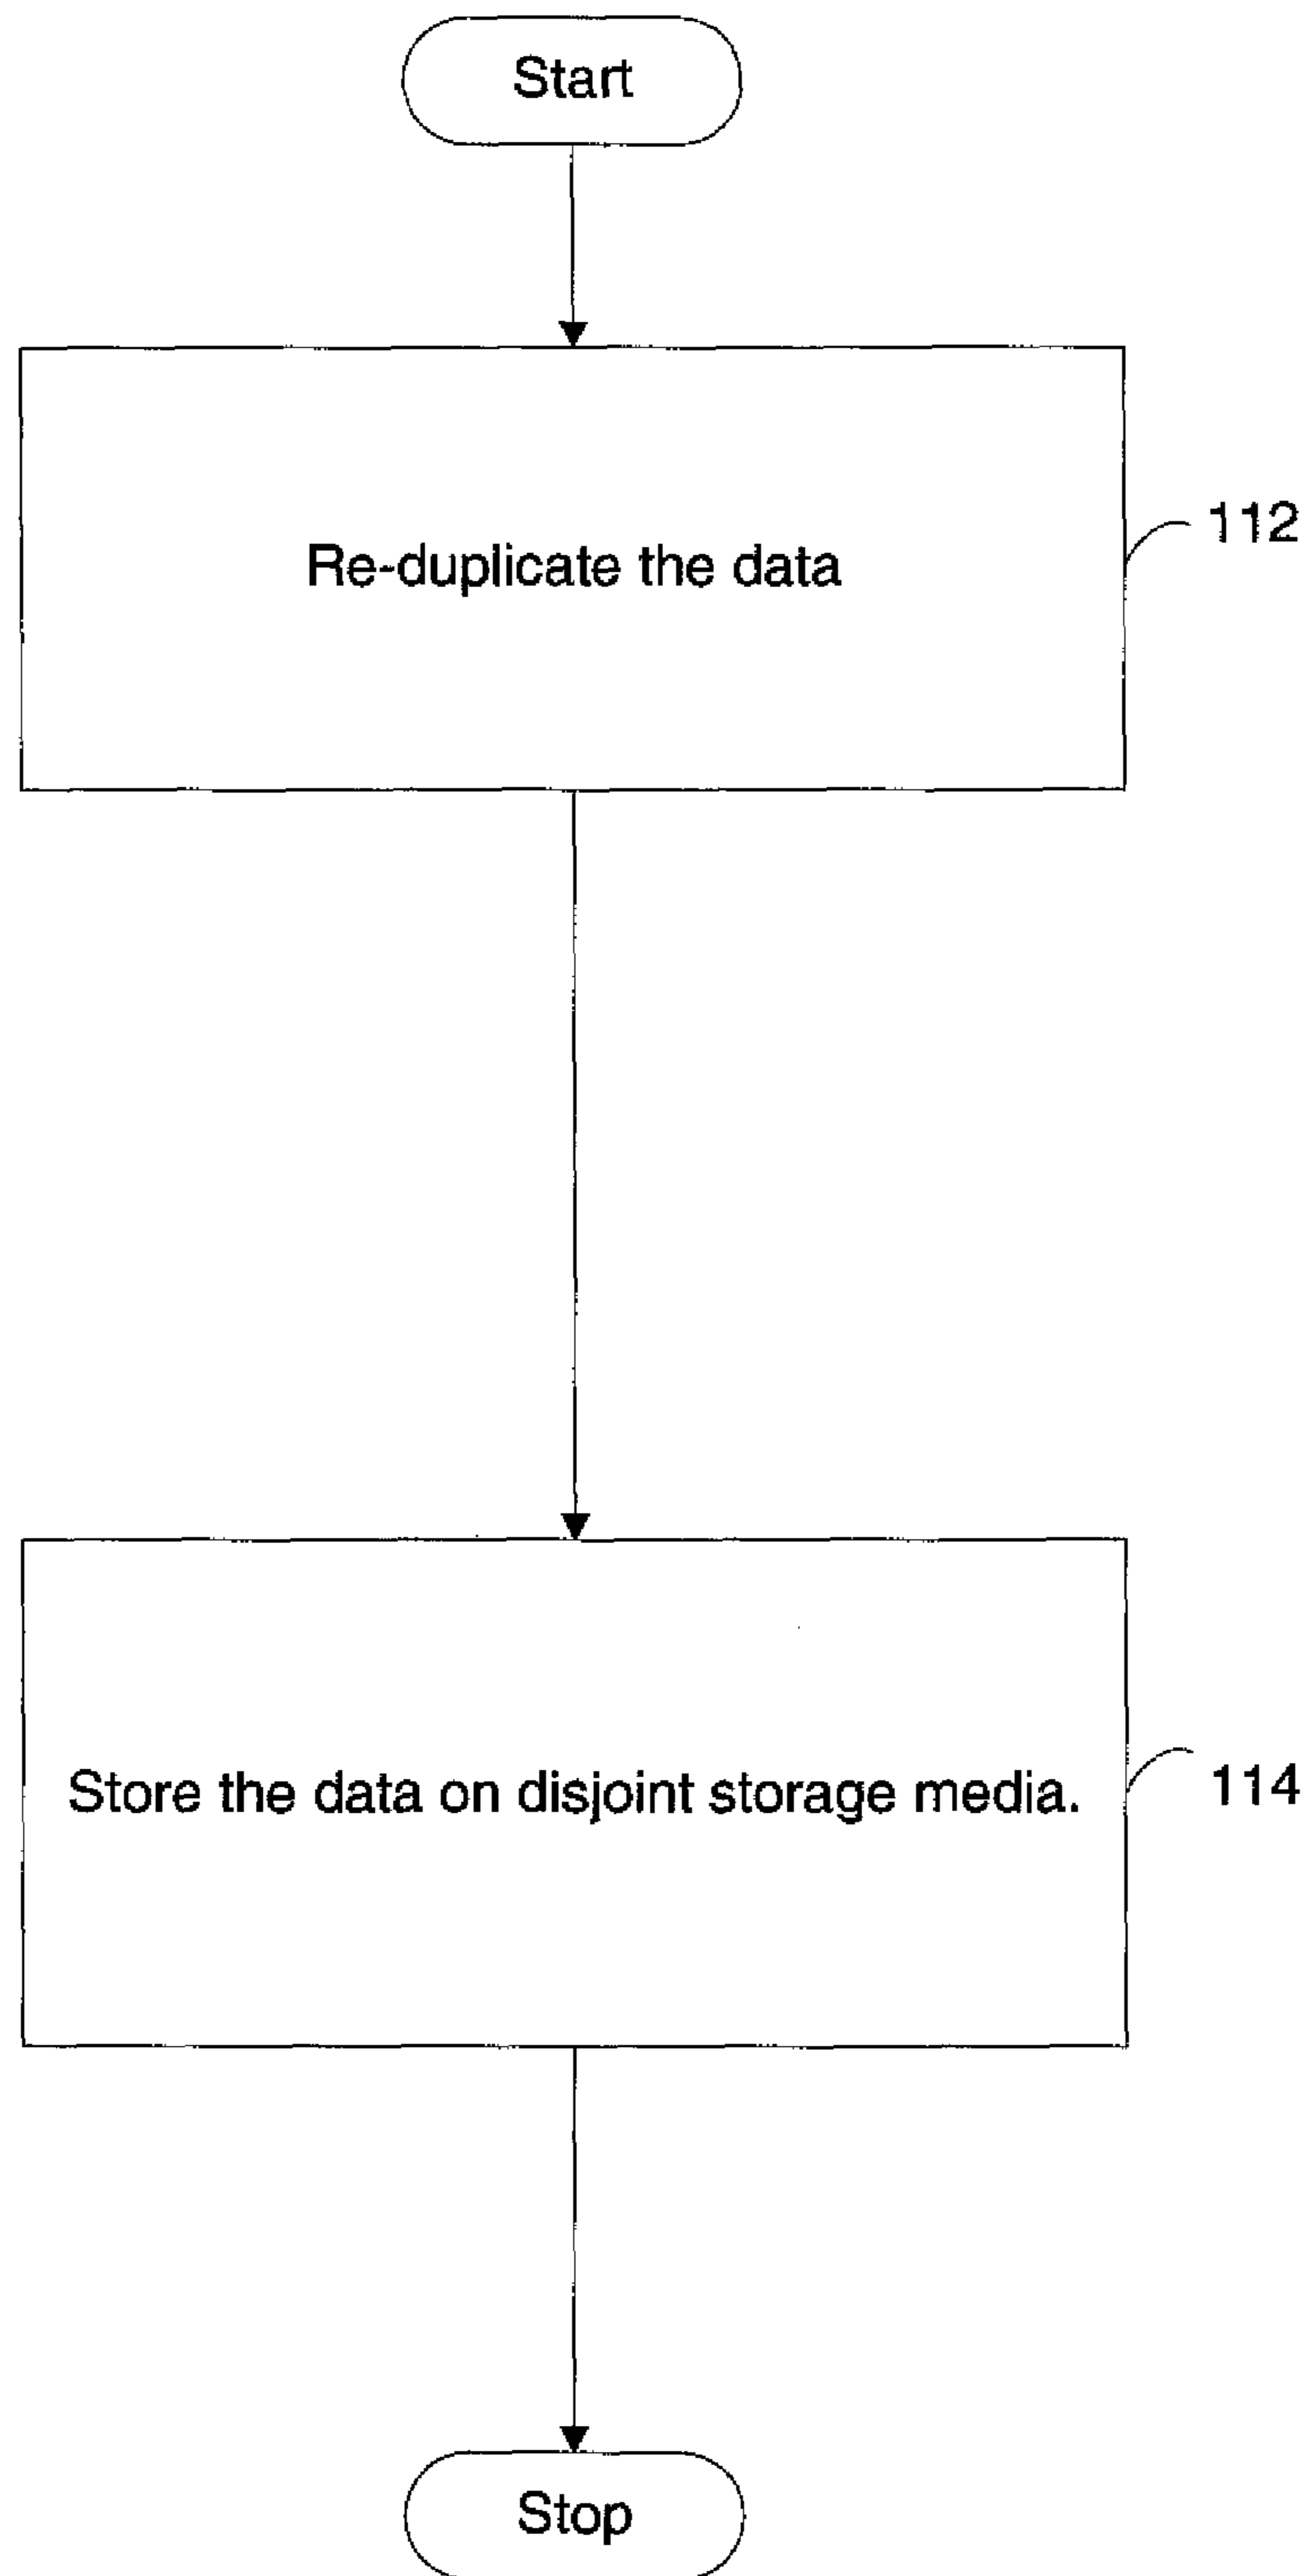 Start
Re-duplicate the data
112
Store the data on disjoint storage media.
114
Stop